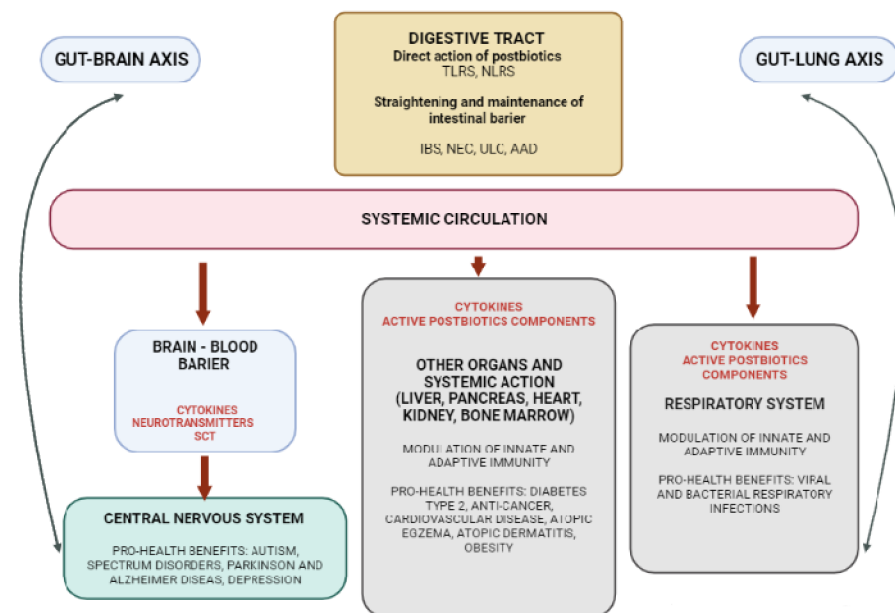 GUT-BRAIN AXIS
DIGESTIVE TRACT
Direct action of postbiotics
TLRS, NLRS
Straightening and maintenance of
intestinal barier
IBS, NEC, ULC, AAD
GUT-LUNG AXIS
SYSTEMIC CIRCULATION
BRAIN - BLOOD
BARIER
CYTOKINES
NEUROTRANSMITTERS
SCT
CENTRAL NERVOUS SYSTEM
PRO-HEALTH BENEFITS: AUTISM,
SPECTRUM DISORDERS, PARKINSON AND
ALZHEIMER DISEAS, DEPRESSION
CYTOKINES
ACTIVE POSTBIOTICS COMPONENTS
OTHER ORGANS AND
SYSTEMIC ACTION
(LIVER, PANCREAS, HEART,
KIDNEY, BONE MARROW)
MODULATION OF INNATE AND
ADAPTIVE IMMUNITY
PRO-HEALTH BENEFITS: DIABETES
TYPE 2, ANTI-CANCER,
CARDIOVASCULAR DISEASE, ATOPIC
EGZEMA, ATOPIC DERMATITIS,
OBESITY
CYTOKINES
ACTIVE POSTBIOTICS
COMPONENTS
RESPIRATORY SYSTEM
MODULATION OF INNATE AND
ADAPTIVE IMMUNITY
PRO-HEALTH BENEFITS: VIRAL
AND BACTERIAL RESPIRATORY
INFECTIONS